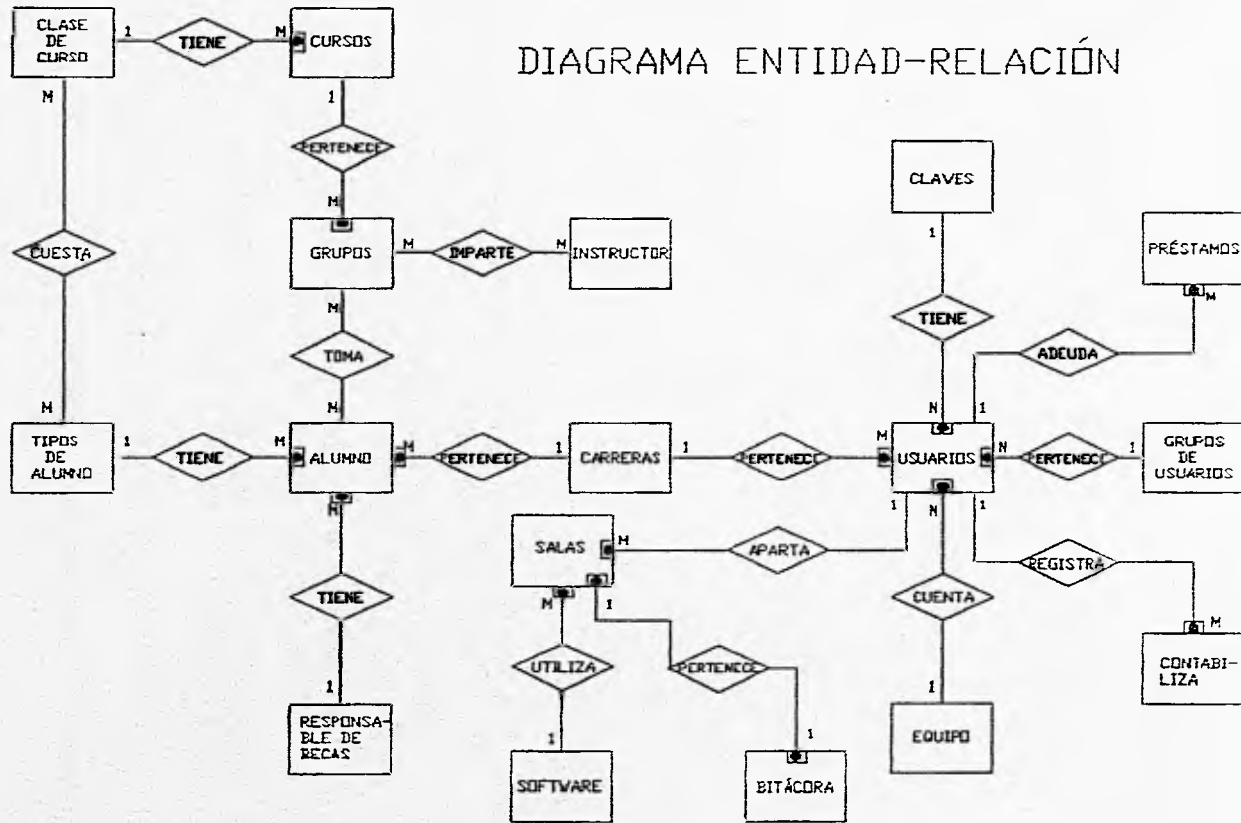 DIAGRAMA ENTIDAD-RELACIÓN
CLASE
DE
CURSO
1
TIENE
M
CURSOS
M
1
PERTENECE
CLAVES
M
1
CUESTA
GRUPOS
M
IMPARTE
M
INSTRUCTOR
PRÉSTAMOS
M
M
TOMA
TIENE
ADEUDA
M
M
N
1
TIPOS
DE
ALUMNO
1
TIENE
M
ALUMNO
M
PERTENECE
1
CARRERAS
1
PERTENECE
M
USUARIOS
N
PERTENECE
1
GRUPOS
DE
USUARIOS
N
1
N
1
SALAS
M
APARTA
REGISTRA
M
1
TIENE
CUENTA
M
UTILIZA
PERTENECE
CONTABI-
LIZA
1
1
RESPONSA-
BLE DE
BECAS
EQUIPO
1
1
SOFTWARE
BITÁCORA